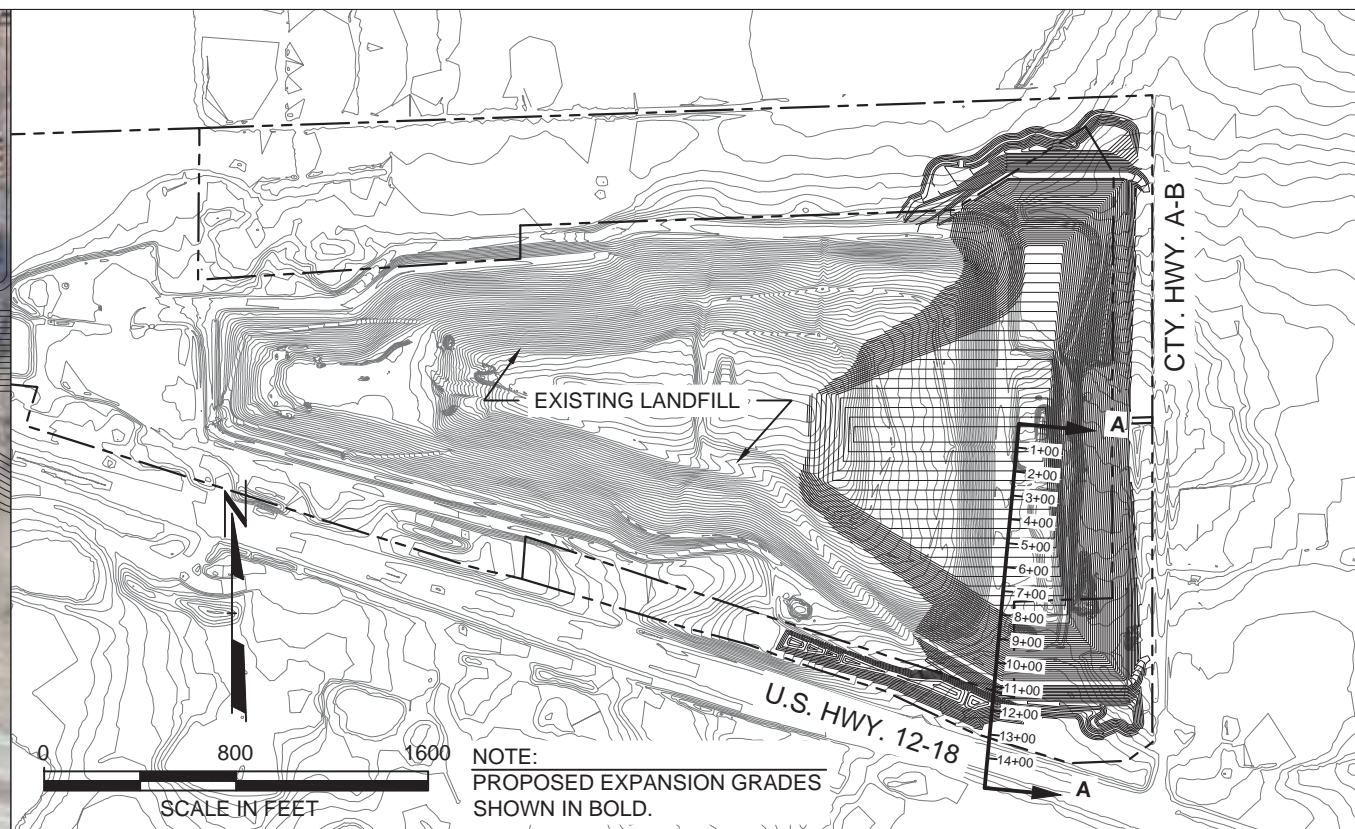 CTY. HWY. A-B
EXISTING LANDFILL
A
1+00
2+00
3+00
4+00
5+00
6+00
7+00
8+00
9+00
10+00
11+00
12+00
13+00
14+00
A
N
U.S. HWY. 12-18
0 800 1600
SCALE IN FEET
NOTE:
PROPOSED EXPANSION GRADES
SHOWN IN BOLD.